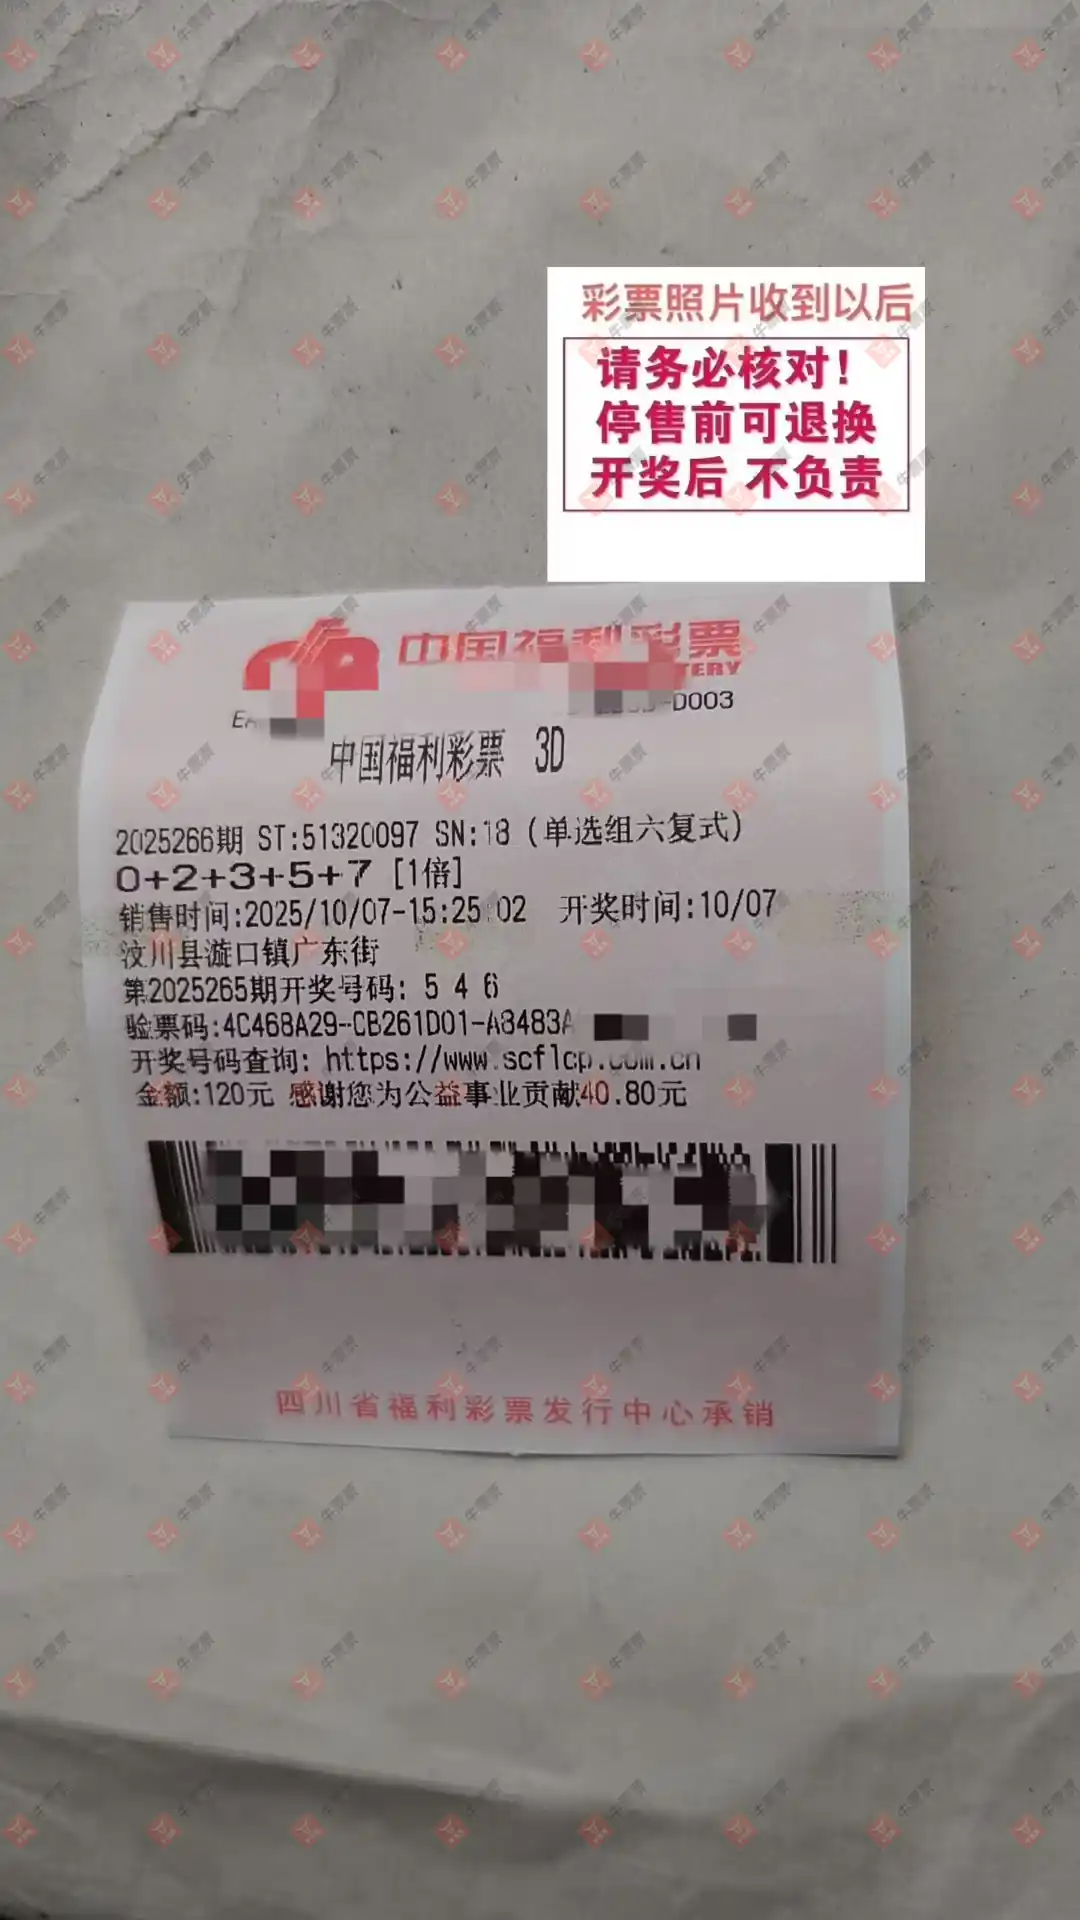 彩票照片收到以后
请务必核对!
停售前可退换
开奖后 不负责
中国福利彩票
TERY
-D003
中国福利彩票 3D
2025266期 ST:51320097 SN:18 (单选组六复式)
0+2+3+5+7 [1倍]
销售时间:2025/10/07-15:25:02 开奖时间:10/07
汶川县漩口镇广东街
第2025265期开奖号码: 5 4 6
验票码:4C468A29-CB261D01-A8483A
开奖号码查询: https://www.scflcp.com.cn
金额:120元 感谢您为公益事业贡献40.80元
四川省福利彩票发行中心承销
牛票票